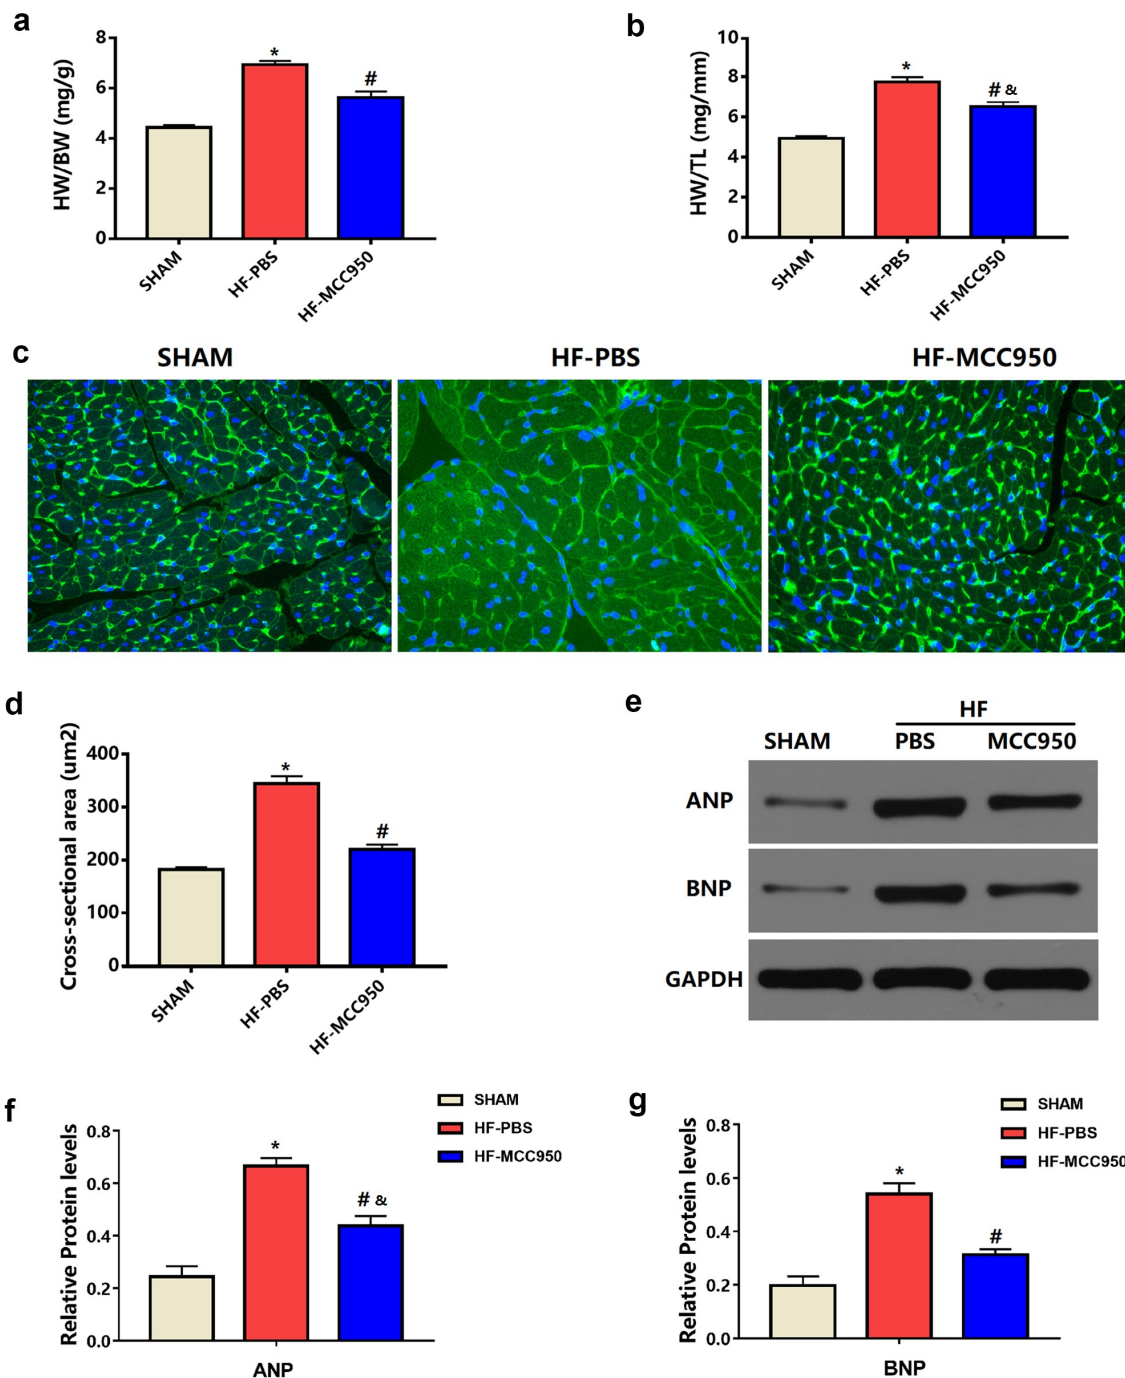 a
HW/BW (mg/g)
8
6
4
2
0
*
#
SHAM
HF-PBS
HF-MCC950
b
HW/TL (mg/mm)
10
8
6
4
2
0
*
# &
SHAM
HF-PBS
HF-MCC950
c
SHAM
HF-PBS
HF-MCC950
d
Cross-sectional area (um2)
400
300
200
100
0
*
#
SHAM
HF-PBS
HF-MCC950
e
HF
SHAM PBS MCC950
ANP
BNP
GAPDH
f
SHAM
HF-PBS
HF-MCC950
Relative Protein levels
0.8
0.6
0.4
0.2
0.0
*
# &
ANP
g
SHAM
HF-PBS
HF-MCC950
Relative Protein levels
0.8
0.6
0.4
0.2
0.0
*
#
BNP